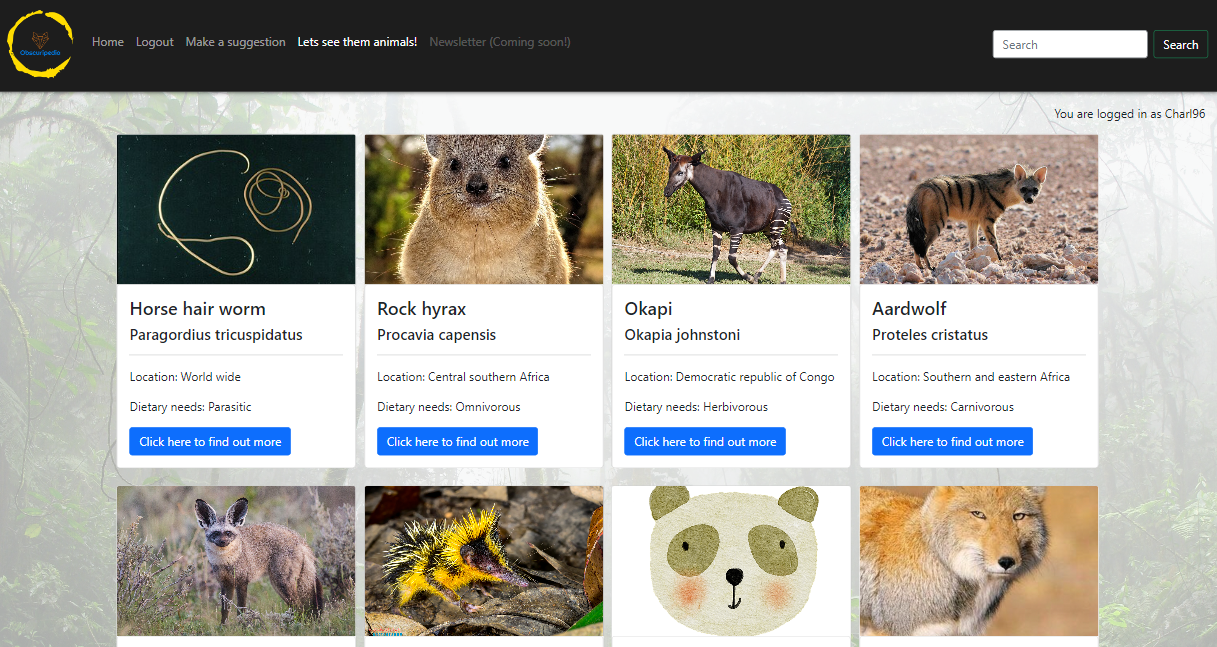 Obscuripedia
Home Logout Make a suggestion Lets see them animals! Newsletter (Coming soon!) Search Search
You are logged in as Charl96
Horse hair worm
Paragordius tricuspidatus
Location: World wide
Dietary needs: Parasitic
Click here to find out more
Rock hyrax
Procavia capensis
Location: Central southern Africa
Dietary needs: Omnivorous
Click here to find out more
Okapi
Okapia johnstoni
Location: Democratic republic of Congo
Dietary needs: Herbivorous
Click here to find out more
Aardwolf
Proteles cristatus
Location: Southern and eastern Africa
Dietary needs: Carnivorous
Click here to find out more